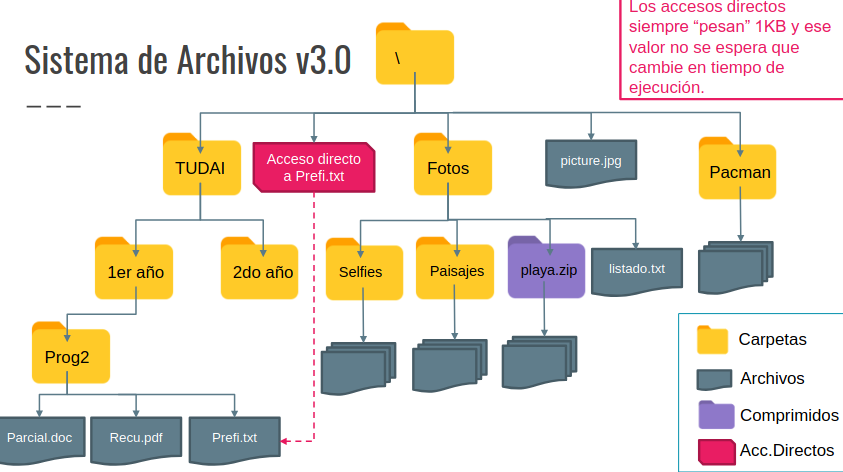 Los accesos directos
siempre “pesan” 1KB y ese
valor no se espera que
cambie en tiempo de
ejecución.
Sistema de Archivos v3.0
\
TUDAI
Acceso directo
a Prefi.txt
Fotos
picture.jpg
Pacman
1er año
2do año
Selfies
Paisajes
playa.zip
listado.txt
Prog2
Parcial.doc
Recu.pdf
Prefi.txt
Carpetas
Archivos
Comprimidos
Acc.Directos